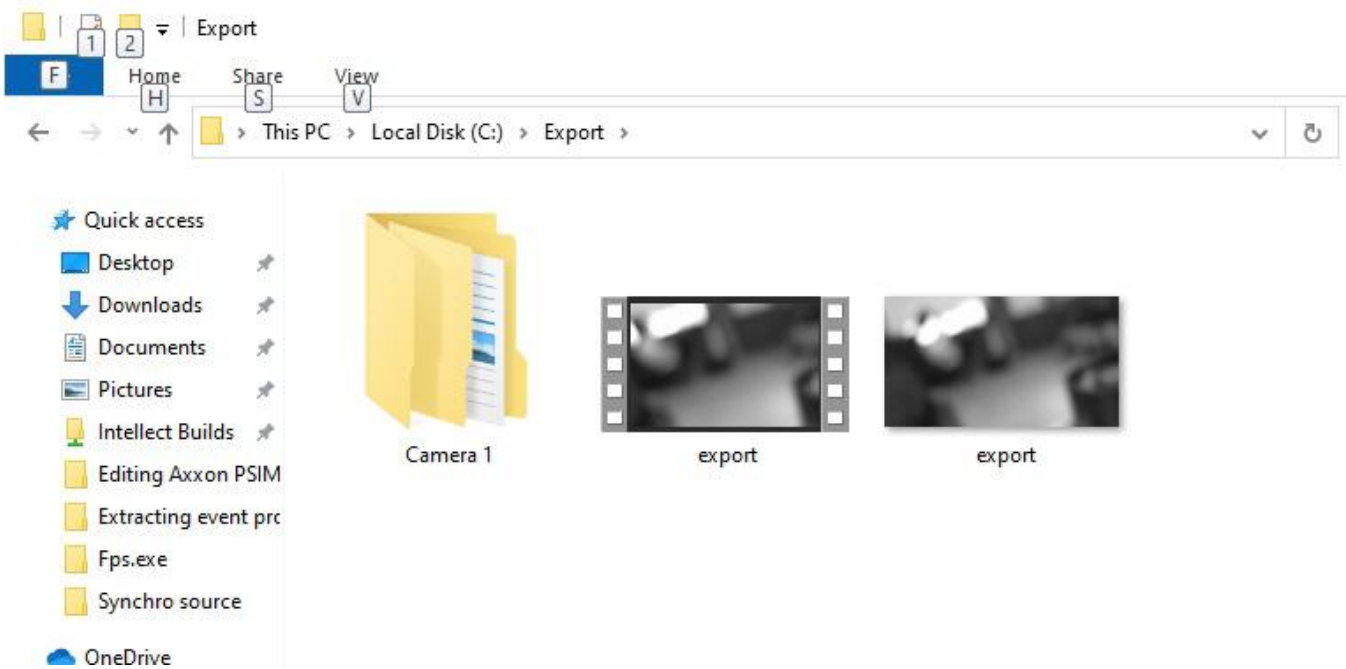 1 2 Export
F Home Share View
H S V
This PC > Local Disk (C:) > Export >
Quick access
Desktop
Downloads
Documents
Pictures
Intellect Builds
Editing Axxon PSIM
Extracting event prc
Fps.exe
Synchro source
OneDrive
Camera 1
export
export